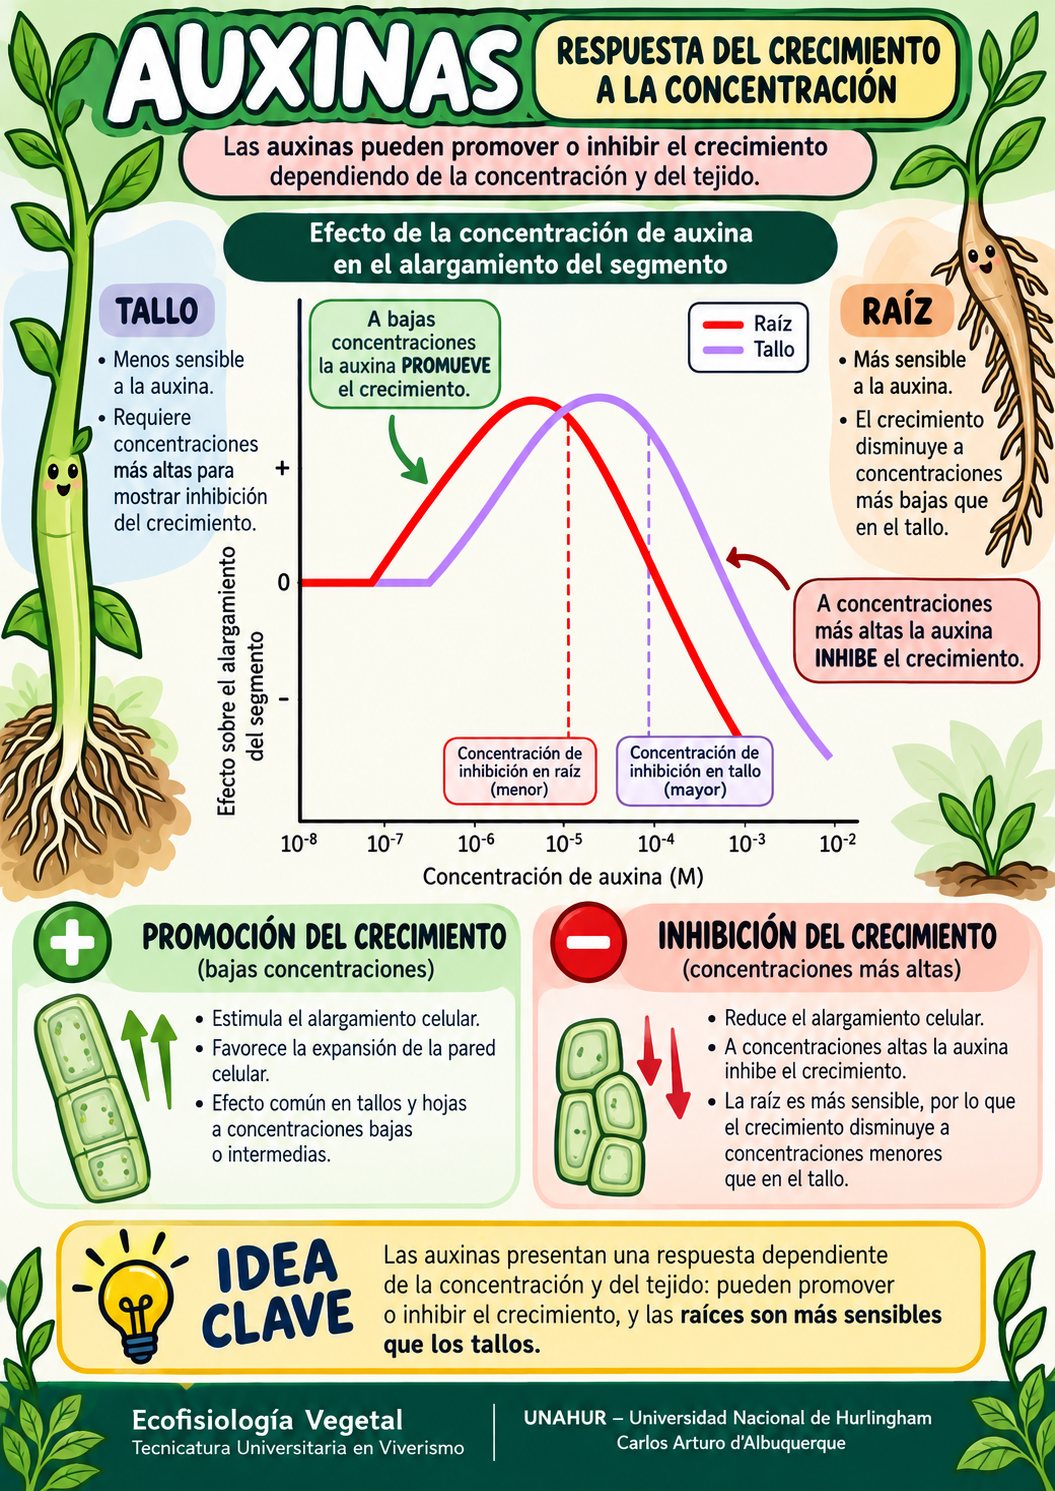 AUXINAS
RESPUESTA DEL CRECIMIENTO
A LA CONCENTRACIÓN
Las auxinas pueden promover o inhibir el crecimiento
dependiendo de la concentración y del tejido.
Efecto de la concentración de auxina
en el alargamiento del segmento
TALLO
• Menos sensible
a la auxina.
• Requiere
concentraciones
más altas para
mostrar inhibición
del crecimiento.
A bajas
concentraciones
la auxina PROMUEVE
el crecimiento.
Raíz
Tallo
RAÍZ
• Más sensible
a la auxina.
• El crecimiento
disminuye a
concentraciones
más bajas que
en el tallo.
+
0
-
Efecto sobre el alargamiento
del segmento
A concentraciones
más altas la auxina
INHIBE el crecimiento.
Concentración de
inhibición en raíz
(menor)
Concentración de
inhibición en tallo
(mayor)
10⁻⁸ 10⁻⁷ 10⁻⁶ 10⁻⁵ 10⁻⁴ 10⁻³ 10⁻²
Concentración de auxina (M)
PROMOCIÓN DEL CRECIMIENTO
(bajas concentraciones)
• Estimula el alargamiento celular.
• Favorece la expansión de la pared
celular.
• Efecto común en tallos y hojas
a concentraciones bajas
o intermedias.
INHIBICIÓN DEL CRECIMIENTO
(concentraciones más altas)
• Reduce el alargamiento celular.
• A concentraciones altas la auxina
inhibe el crecimiento.
• La raíz es más sensible, por lo que
el crecimiento disminuye a
concentraciones menores
que en el tallo.
IDEA
CLAVE
Las auxinas presentan una respuesta dependiente
de la concentración y del tejido: pueden promover
o inhibir el crecimiento, y las raíces son más sensibles
que los tallos.
Ecofisiología Vegetal
Tecnicatura Universitaria en Viverismo
UNAHUR – Universidad Nacional de Hurlingham
Carlos Arturo d'Albuquerque